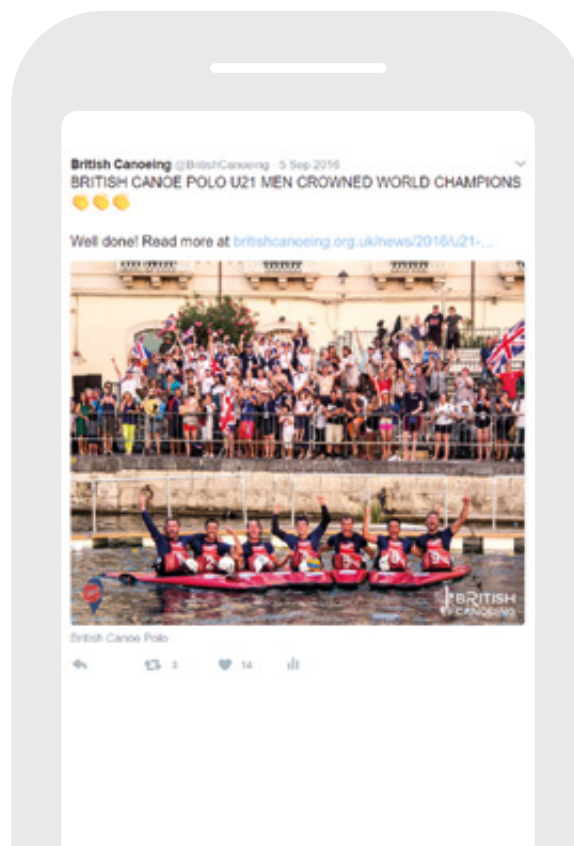 British Canoeing @BritishCanoeing · 5 Sep 2016
BRITISH CANOE POLO U21 MEN CROWNED WORLD CHAMPIONS
👏👏👏
Well done! Read more at britishcanoeing.org.uk/news/2016/u21-...
BRITISH
CANOEING
British Canoe Polo
3 14